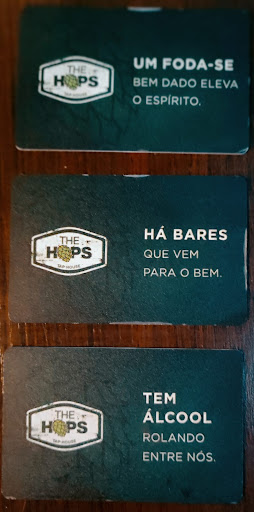 THE
HOPS
TAP HOUSE
UM FODA-SE
BEM DADO ELEVA
O ESPÍRITO.
THE
HOPS
TAP HOUSE
HÁ BARES
QUE VEM
PARA O BEM.
THE
HOPS
TAP HOUSE
TEM
ÁLCOOL
ROLANDO
ENTRE NÓS.